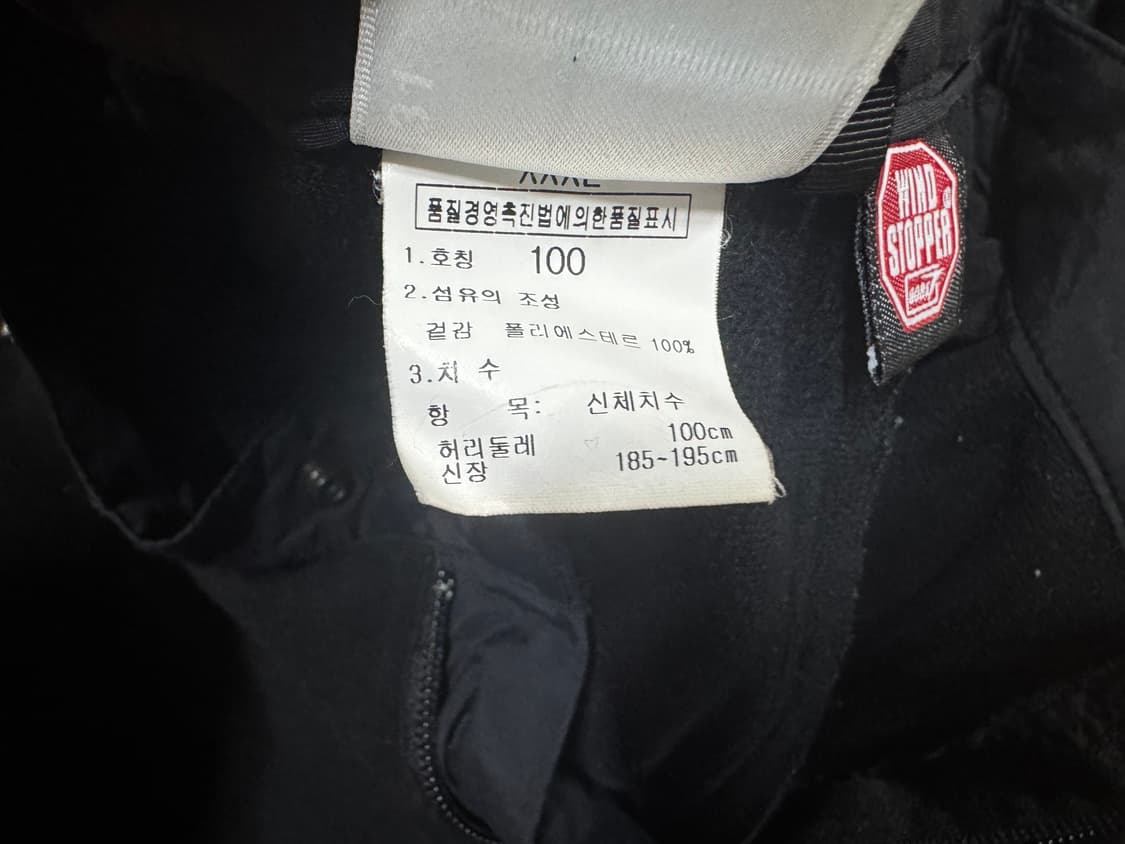 품질경영촉진법에의한품질표시
1.호칭 100
2.섬유의 조성
겉감 폴리에스테르 100%
3.치 수
항 목: 신체치수
허리둘레 100cm
신장 185~195cm
WIND
STOPPER